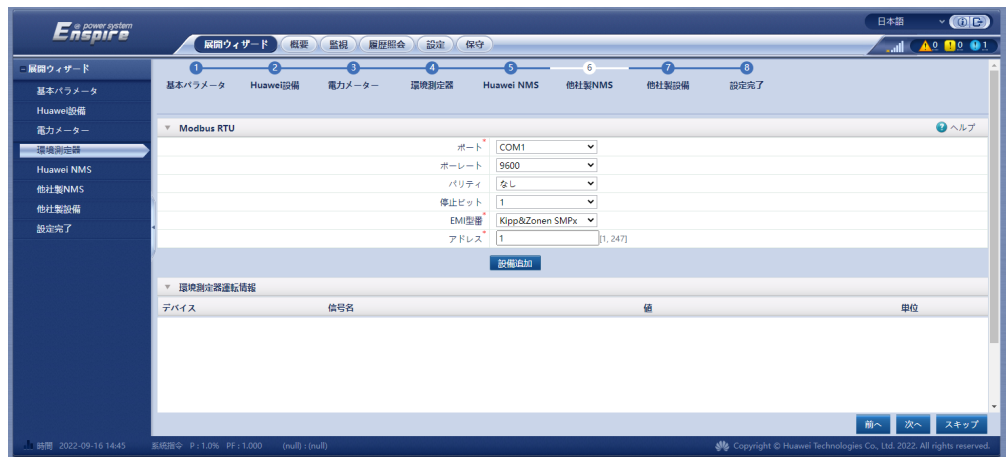 Enspire power system
日本語
展開ウィザード 概要 監視 履歴照会 設定 保守
0 0 1
展開ウィザード
基本パラメータ
Huawei設備
電力メーター
環境測定器
Huawei NMS
他社製NMS
他社製設備
設定完了
1 2 3 4 5 6 7 8
基本パラメータ Huawei設備 電力メーター 環境測定器 Huawei NMS 他社製NMS 他社製設備 設定完了
Modbus RTU ヘルプ
ポート* COM1
ボーレート 9600
パリティ なし
停止ビット 1
EMI型番* Kipp&Zonen SMPx
アドレス* 1 [1, 247]
設備追加
環境測定器運転情報
デバイス 信号名 値 単位
前へ 次へ スキップ
時間 2022-09-16 14:45 系統指令 P : 1.0% PF : 1.000 (null) : (null) Copyright © Huawei Technologies Co., Ltd. 2022. All rights reserved.